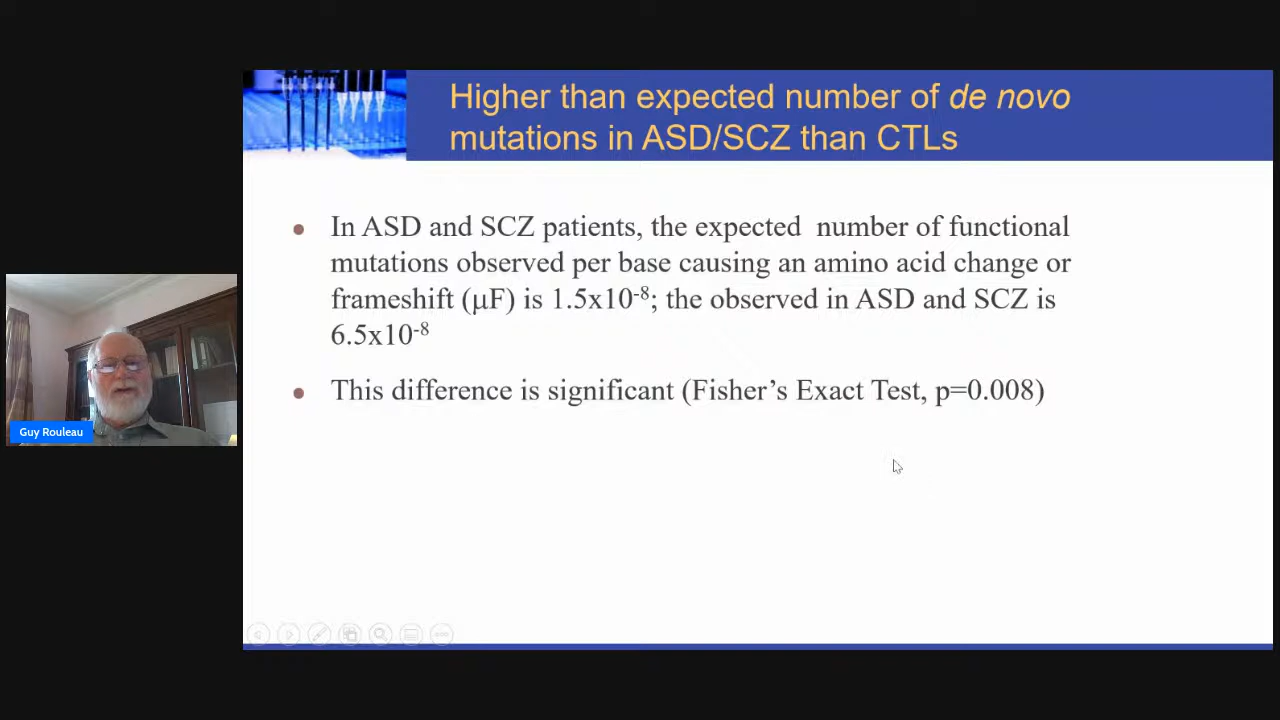 Higher than expected number of de novo
mutations in ASD/SCZ than CTLs
• In ASD and SCZ patients, the expected number of functional
mutations observed per base causing an amino acid change or
frameshift (µF) is 1.5x10⁻⁸; the observed in ASD and SCZ is
6.5x10⁻⁸
• This difference is significant (Fisher’s Exact Test, p=0.008)
Guy Rouleau